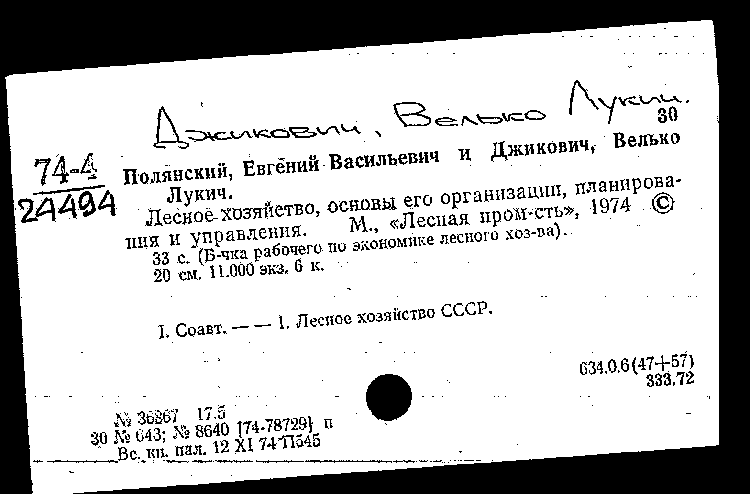 Джикович, Велько Лукич.
30
74-4
24494
Полянский, Евгений Васильевич и Джикович, Велько
Лукич.
Лесное хозяйство, основы его организации, планирова-
ния и управления. М., «Лесная пром-сть», 1974 ©
33 с. (Б-чка рабочего по экономике лесного хоз-ва).
20 см. 11.000 экз. 6 к.
I. Соавт. — — 1. Лесное хозяйство СССР.
634.0.6(47+57)
333.72
№ 36267 17.5
30 № 643; № 8640 [74-78729] п
Вс. кн. пал. 12 XI 74 П545